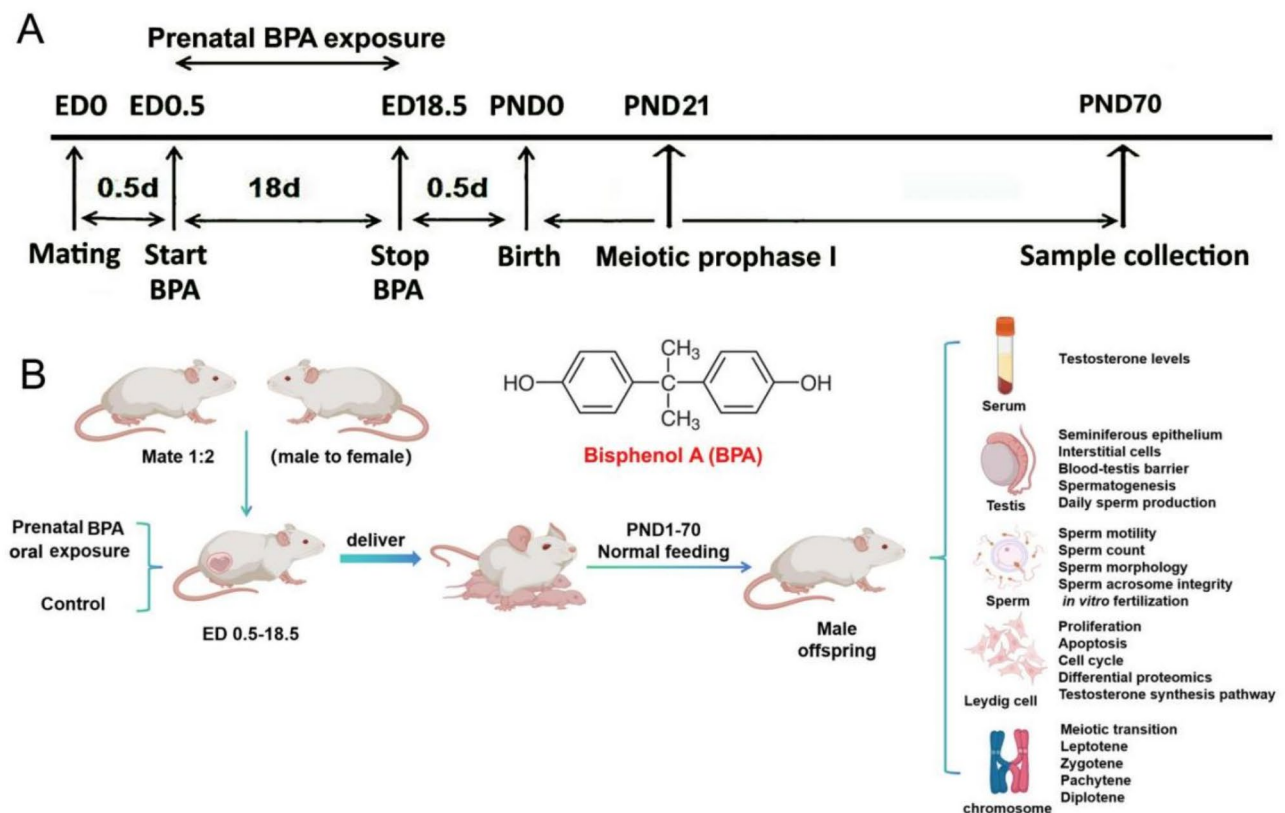 A
Prenatal BPA exposure
ED0 ED0.5 ED18.5 PND0 PND21 PND70
0.5d 18d 0.5d
Mating Start BPA Stop BPA Birth Meiotic prophase I Sample collection
B
Mate 1:2 (male to female)
HO
CH3
C
CH3
OH
Bisphenol A (BPA)
Prenatal BPA
oral exposure
Control
ED 0.5-18.5
deliver
PND1-70
Normal feeding
Male
offspring
Serum
Testosterone levels
Testis
Seminiferous epithelium
Interstitial cells
Blood-testis barrier
Spermatogenesis
Daily sperm production
Sperm
Sperm motility
Sperm count
Sperm morphology
Sperm acrosome integrity
in vitro fertilization
Leydig cell
Proliferation
Apoptosis
Cell cycle
Differential proteomics
Testosterone synthesis pathway
chromosome
Meiotic transition
Leptotene
Zygotene
Pachytene
Diplotene